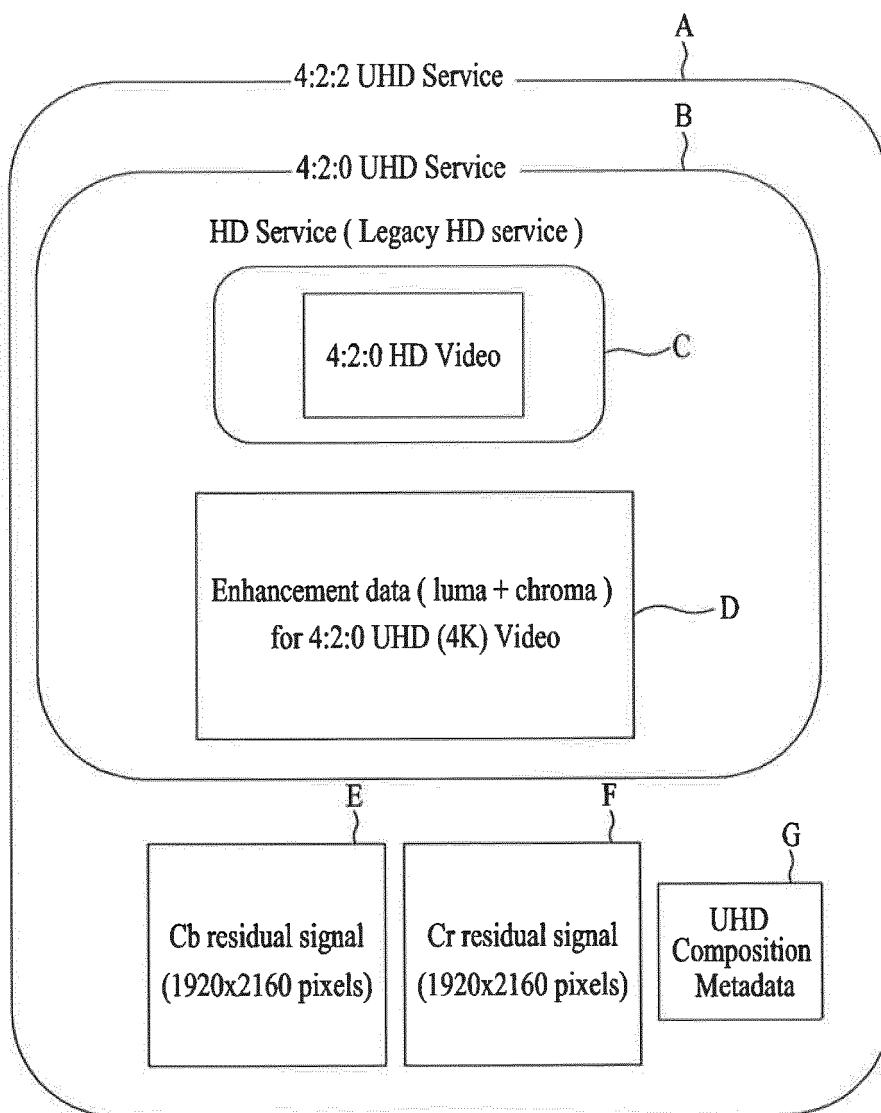 A
4:2:2 UHD Service
B
4:2:0 UHD Service
HD Service ( Legacy HD service )
4:2:0 HD Video
C
Enhancement data ( luma + chroma )
for 4:2:0 UHD (4K) Video
D
E
F
G
Cb residual signal
(1920x2160 pixels)
Cr residual signal
(1920x2160 pixels)
UHD
Composition
Metadata